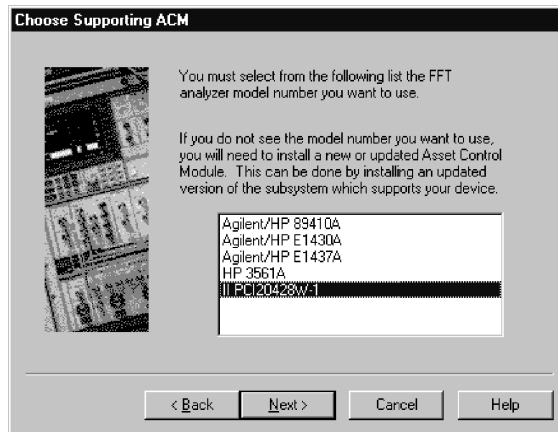 Choose Supporting ACM
You must select from the following list the FFT
analyzer model number you want to use.
If you do not see the model number you want to use,
you will need to install a new or updated Asset Control
Module. This can be done by installing an updated
version of the subsystem which supports your device.
Agilent/HP 89410A
Agilent/HP E1430A
Agilent/HP E1437A
HP 3561A
II PCI20428W-1
< Back
Next >
Cancel
Help